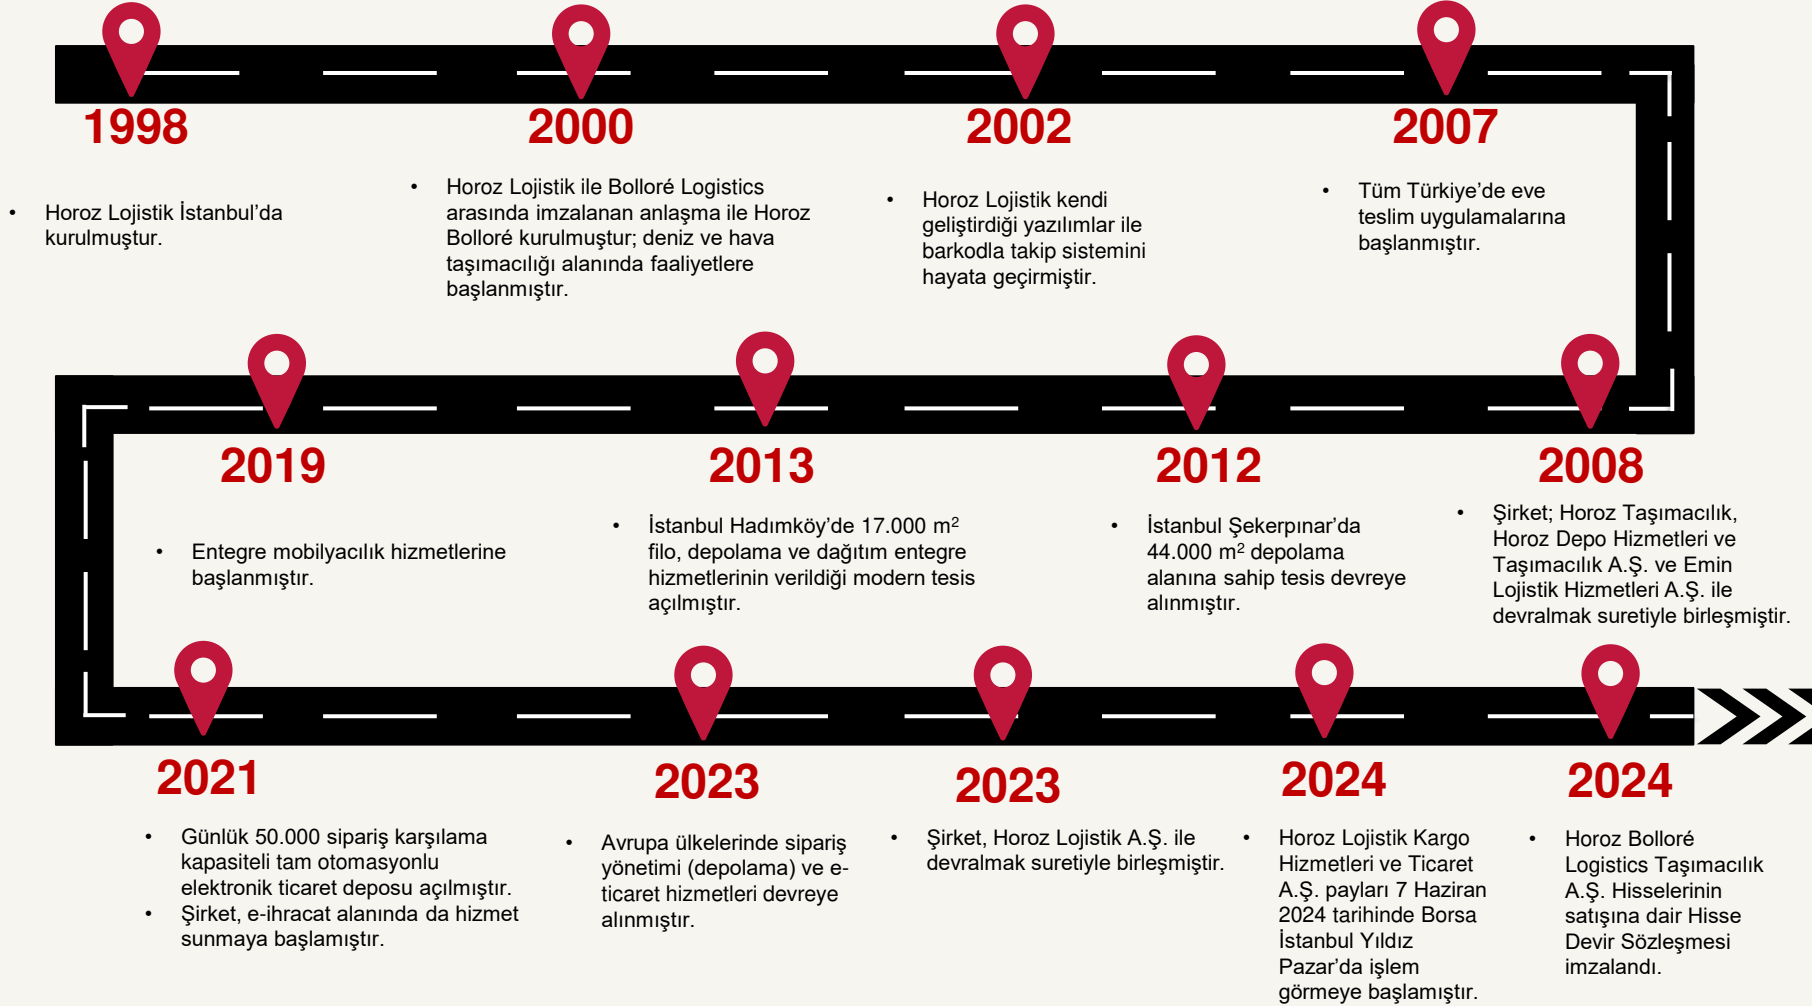 1998
• Horoz Lojistik İstanbul’da
kurulmuştur.
2000
• Horoz Lojistik ile Bolloré Logistics
arasında imzalanan anlaşma ile Horoz
Bolloré kurulmuştur; deniz ve hava
taşımacılığı alanında faaliyetlere
başlanmıştır.
2002
• Horoz Lojistik kendi
geliştirdiği yazılımlar ile
barkodla takip sistemini
hayata geçirmiştir.
2007
• Tüm Türkiye’de eve
teslim uygulamalarına
başlanmıştır.
2008
• Şirket; Horoz Taşımacılık,
Horoz Depo Hizmetleri ve
Taşımacılık A.Ş. ve Emin
Lojistik Hizmetleri A.Ş. ile
devralmak suretiyle birleşmiştir.
2012
• İstanbul Şekerpınar’da
44.000 m² depolama
alanına sahip tesis devreye
alınmıştır.
2013
• İstanbul Hadımköy’de 17.000 m²
filo, depolama ve dağıtım entegre
hizmetlerinin verildiği modern tesis
açılmıştır.
2019
• Entegre mobilyacılık hizmetlerine
başlanmıştır.
2021
• Günlük 50.000 sipariş karşılama
kapasiteli tam otomasyonlu
elektronik ticaret deposu açılmıştır.
• Şirket, e-ihracat alanında da hizmet
sunmaya başlamıştır.
2023
• Avrupa ülkelerinde sipariş
yönetimi (depolama) ve e-
ticaret hizmetleri devreye
alınmıştır.
2023
• Şirket, Horoz Lojistik A.Ş. ile
devralmak suretiyle birleşmiştir.
2024
• Horoz Lojistik Kargo
Hizmetleri ve Ticaret
A.Ş. payları 7 Haziran
2024 tarihinde Borsa
İstanbul Yıldız
Pazar’da işlem
görmeye başlamıştır.
2024
• Horoz Bolloré
Logistics Taşımacılık
A.Ş. Hisselerinin
satışına dair Hisse
Devir Sözleşmesi
imzalandı.